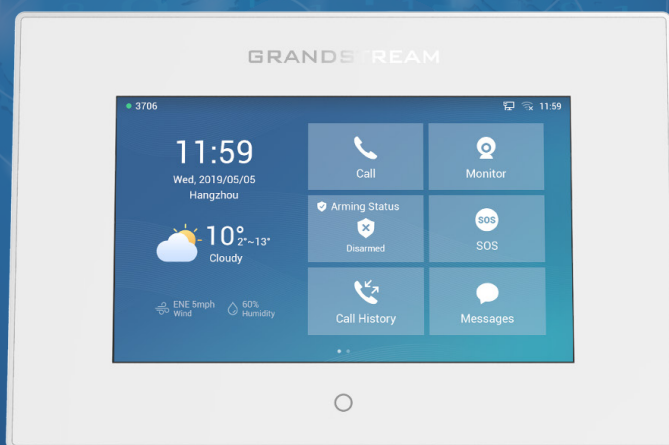 GRANDSTREAM
3706
11:59
11:59
Wed, 2019/05/05
Hangzhou
10°
2°~13°
Cloudy
ENE 5mph
Wind
60%
Humidity
Call
Monitor
Arming Status
Disarmed
SOS
SOS
Call History
Messages